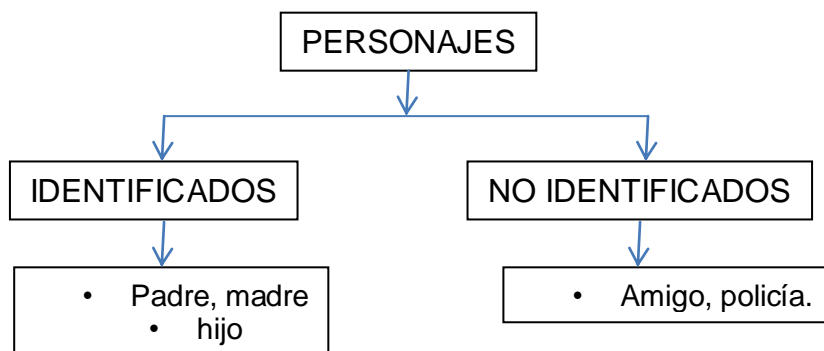 PERSONAJES
IDENTIFICADOS
NO IDENTIFICADOS
• Padre, madre
• hijo
• Amigo, policía.